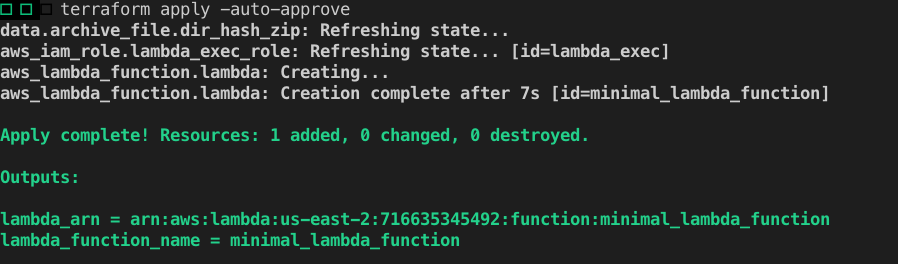 terraform apply -auto-approve
data.archive_file.dir_hash_zip: Refreshing state...
aws_iam_role.lambda_exec_role: Refreshing state... [id=lambda_exec]
aws_lambda_function.lambda: Creating...
aws_lambda_function.lambda: Creation complete after 7s [id=minimal_lambda_function]
Apply complete! Resources: 1 added, 0 changed, 0 destroyed.
Outputs:
lambda_arn = arn:aws:lambda:us-east-2:716635345492:function:minimal_lambda_function
lambda_function_name = minimal_lambda_function